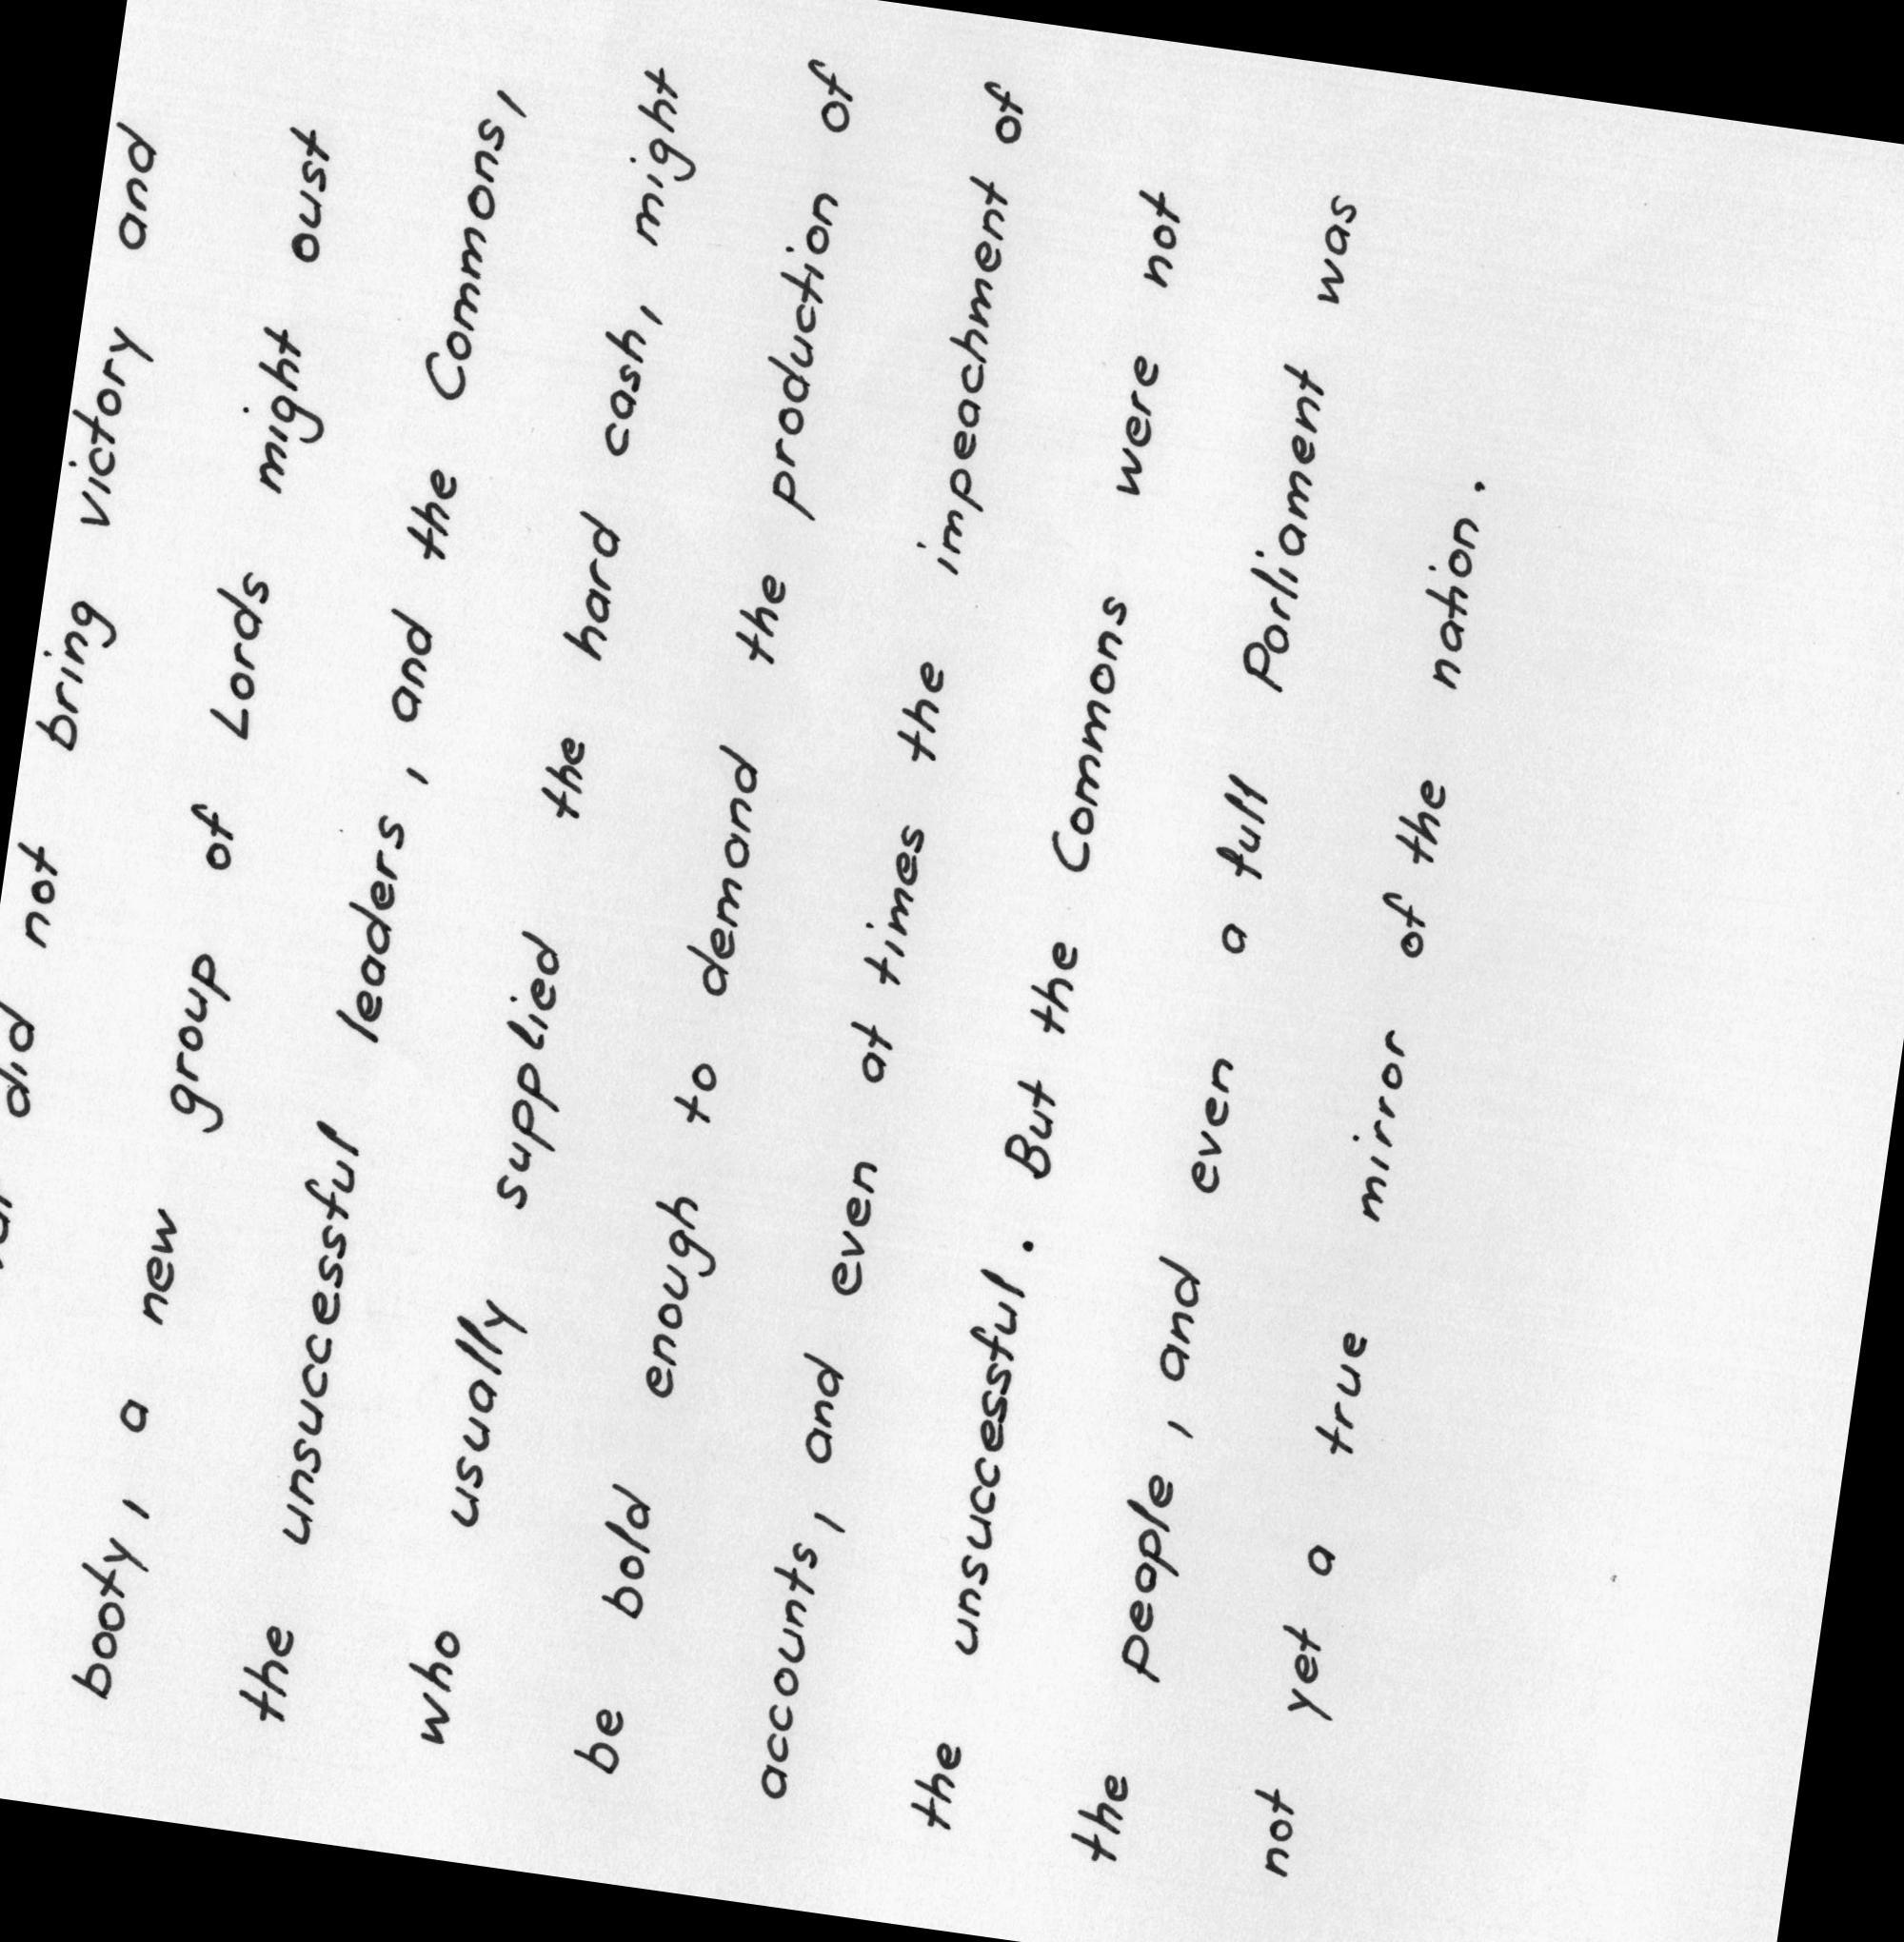 did not bring victory and
booty, a new group of Lords might oust
the unsuccessful leaders, and the Commons,
who usually supplied the hard cash, might
be bold enough to demand the production of
accounts, and even at times the impeachment of
the unsuccessful. But the Commons were not
the people, and even a full Parliament was
not yet a true mirror of the nation.